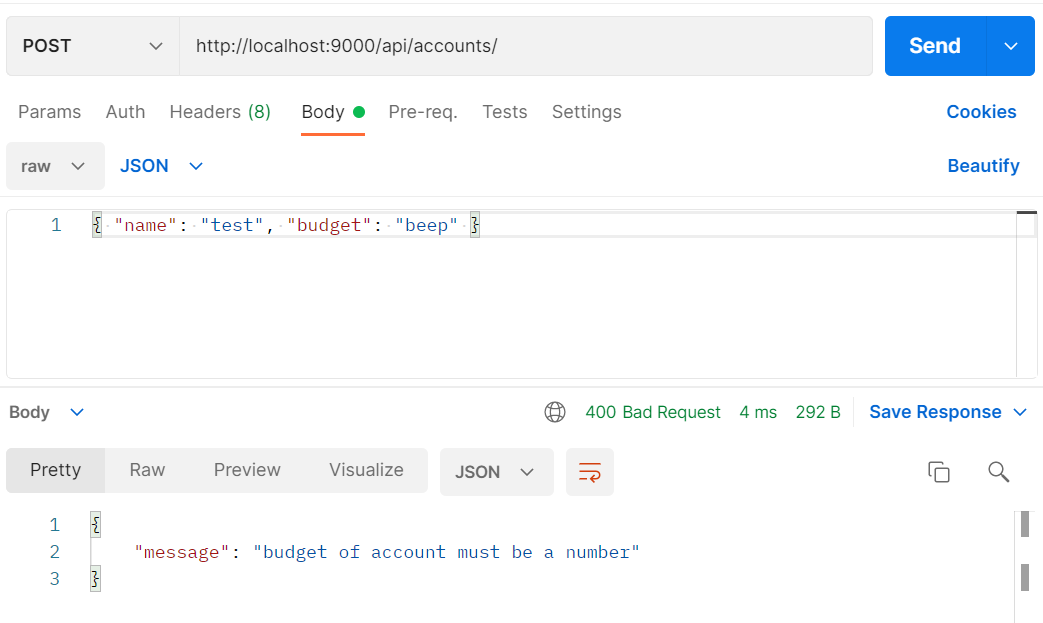 POST http://localhost:9000/api/accounts/ Send
Params Auth Headers (8) Body Pre-req. Tests Settings Cookies
raw JSON Beautify
1 { "name": "test", "budget": "beep" }
Body 400 Bad Request 4 ms 292 B Save Response
Pretty Raw Preview Visualize JSON
1 {
2 "message": "budget of account must be a number"
3 }